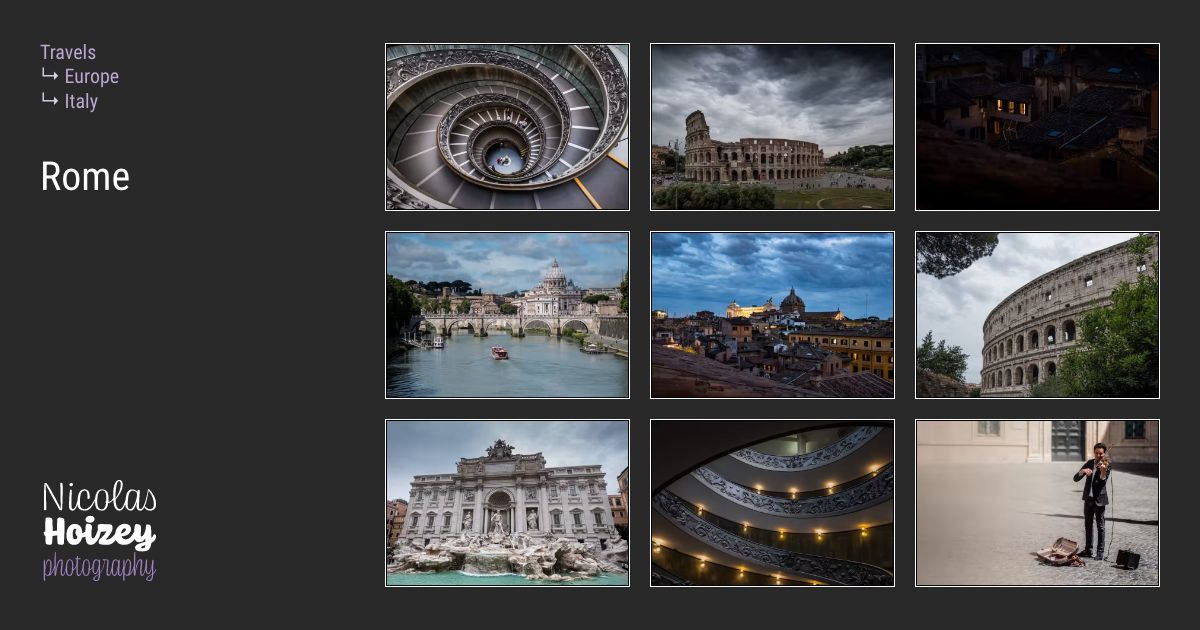 Travels
↳ Europe
↳ Italy
Rome
Nicolas
Hoizey
photography